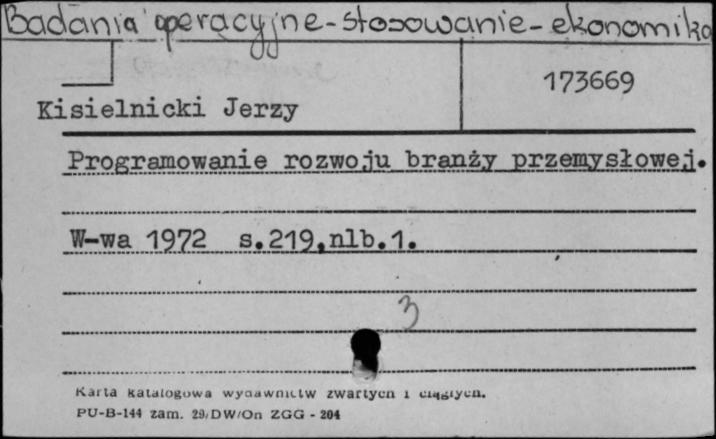 Badania operacyjne-stosowanie-ekonomika
173669
Kisielnicki Jerzy
Programowanie rozwoju branży przemysłowej.
W-wa 1972 s.219,nlb.1.
3
Karta katalogowa wydawnictw zwartych i ciągłych.
PU-B-144 zam. 29/DW/On ZGG - 204